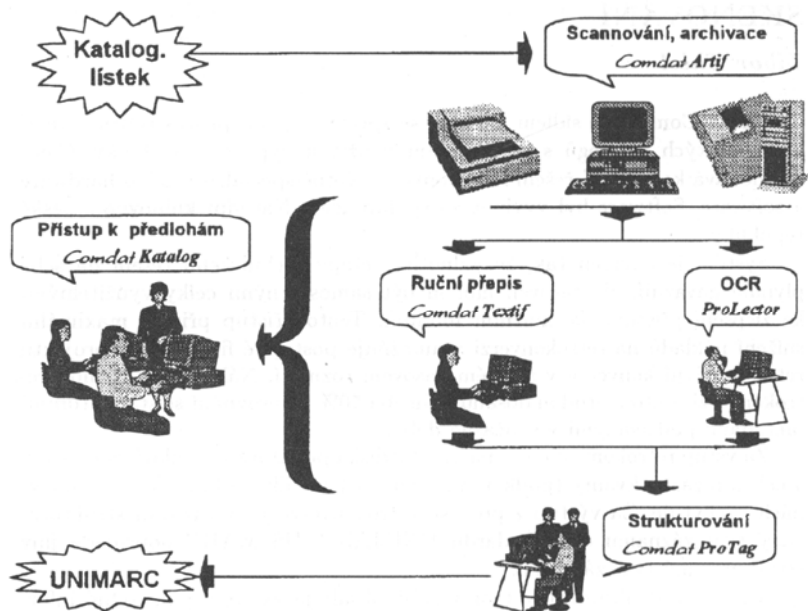 Katalog.
lístek
Scannování, archivace
Comdat Artif
Přístup k předlohám
Comdat Katalog
Ruční přepis
Comdat Textif
OCR
ProLector
Strukturování
Comdat ProTag
UNIMARC